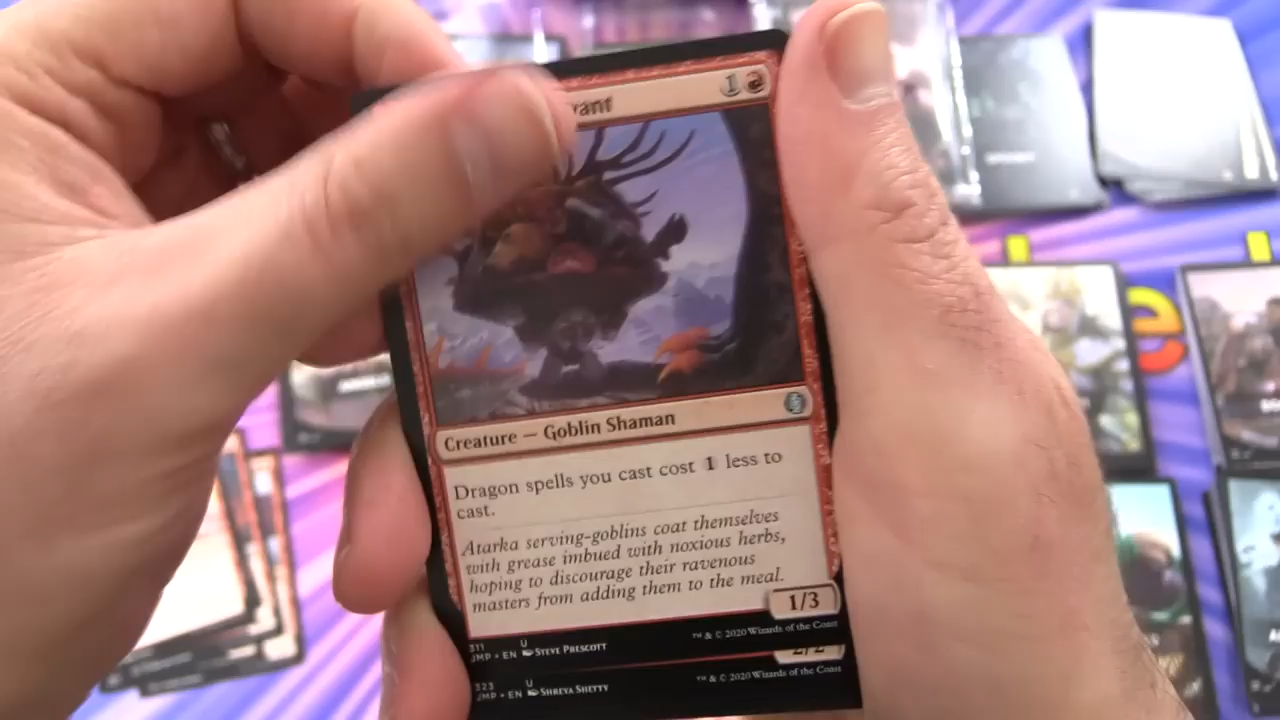 1
Creature — Goblin Shaman
Dragon spells you cast cost 1 less to
cast.
Atarka serving-goblins coat themselves
with grease imbued with noxious herbs,
hoping to discourage their ravenous
masters from adding them to the meal.
1/3
311 U
JMP • EN STEVE PRESCOTT
™ & © 2020 Wizards of the Coast
2/2
323 U
JMP • EN SHREYA SHETTY
™ & © 2020 Wizards of the Coast
e